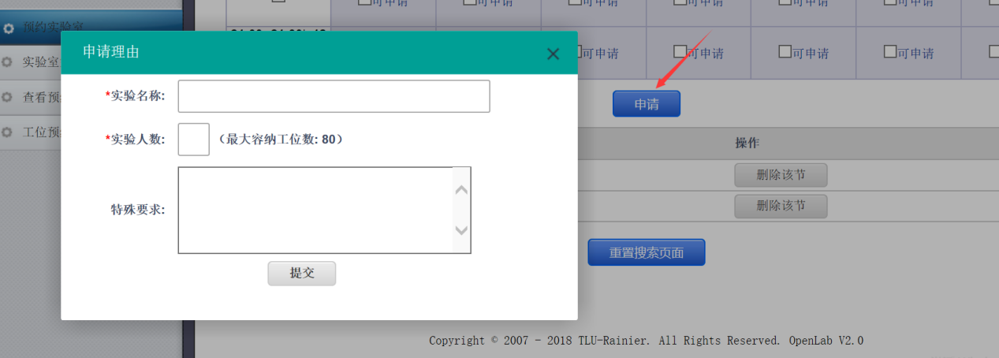 可申请 可申请 可申请 可申请 可申请 可申请
预约实验室
申请理由
可申请 可申请 可申请 可申请
实验室
*实验名称:
查看预
申请
*实验人数: (最大容纳工位数: 80)
工位预
操作
删除该节
特殊要求:
删除该节
重置搜索页面
提交
Copyright © 2007 - 2018 TLU-Rainier. All Rights Reserved. OpenLab V2.0